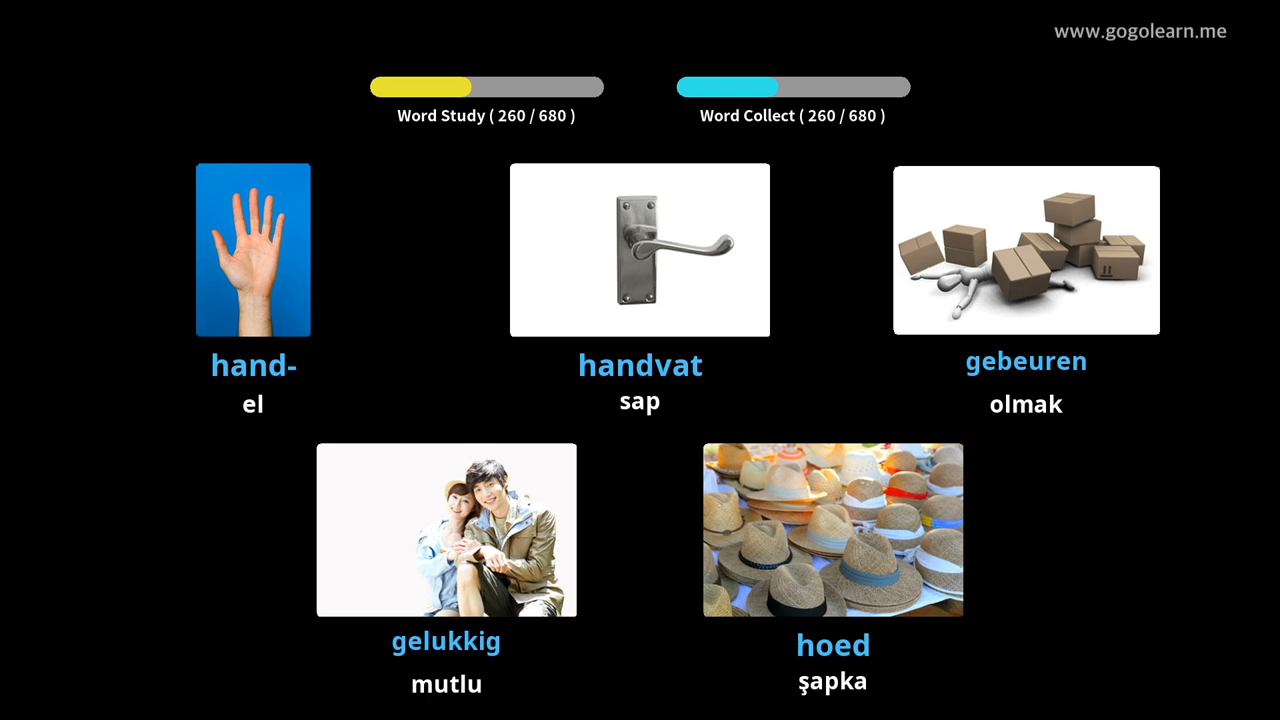 www.gogolearn.me
Word Study ( 260 / 680 )
Word Collect ( 260 / 680 )
hand-
el
handvat
sap
gebeuren
olmak
gelukkig
mutlu
hoed
şapka